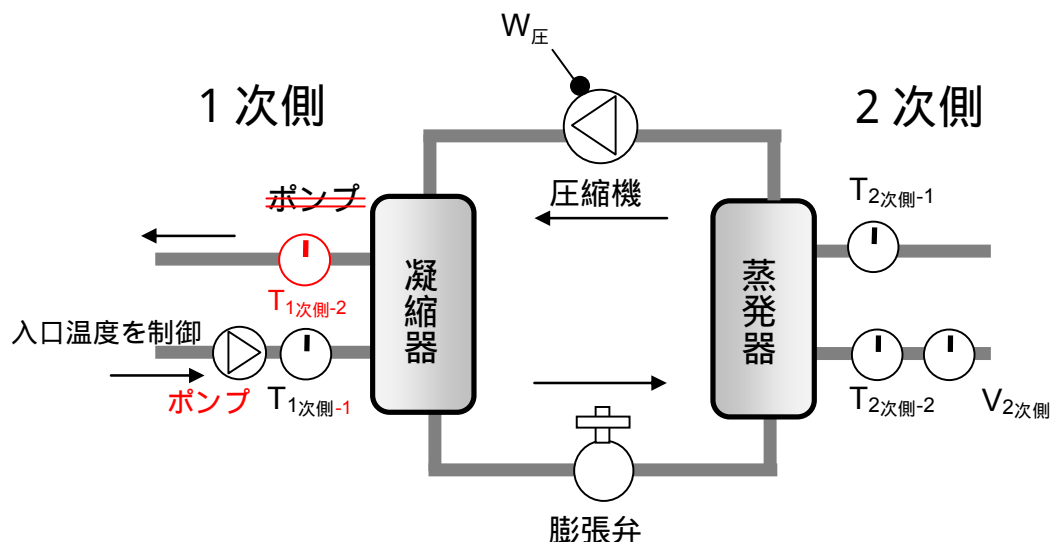 W圧
1 次側
2 次側
圧縮機
ポンプ
T2次側-1
凝縮器
蒸発器
T1次側-2
入口温度を制御
ポンプ
T1次側-1
T2次側-2
V2次側
膨張弁